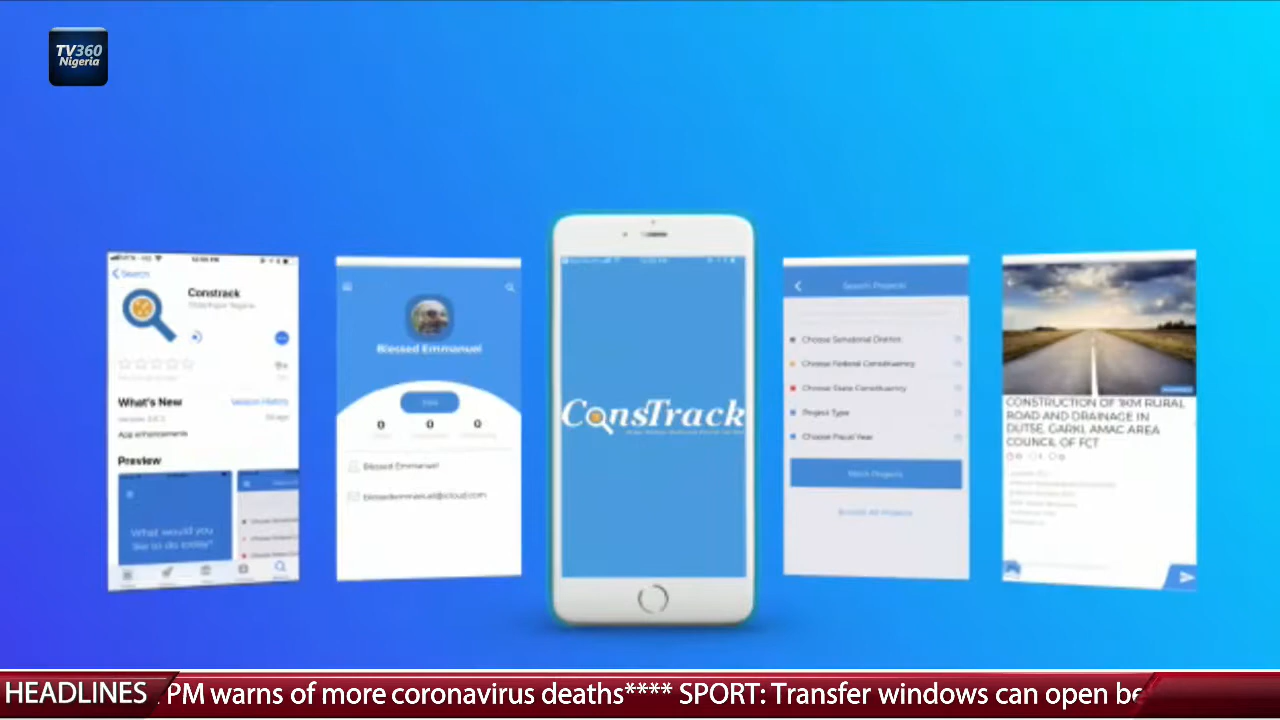 TV360
Nigeria
Search
Constrack
What's New
Version History
App enhancements
Preview
What would you
like to do today?
Blessed Emmanuel
0 0 0
Blessed Emmanuel
blessedemmanuel@icloud.com
ConsTrack
Search Projects
Choose Senatorial District
Choose Federal Constituency
Choose State Constituency
Project Type
Choose Fiscal Year
CONSTRUCTION OF 1KM RURAL
ROAD AND DRAINAGE IN
DUTSE, GARKI, AMAC AREA
COUNCIL OF FCT
HEADLINES
PM warns of more coronavirus deaths**** SPORT: Transfer windows can open be